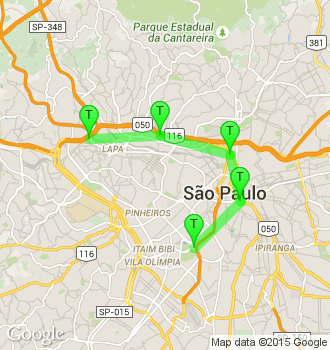 SP-348
Parque Estadual
da Cantareira
T
T
050
116
T
T
LAPA
T
São Paulo
PINHEIROS
050
ITAIM BIBI
VILA OLÍMPIA
IPIRANGA
116
SP-015
Google
Map data ©2015 Google